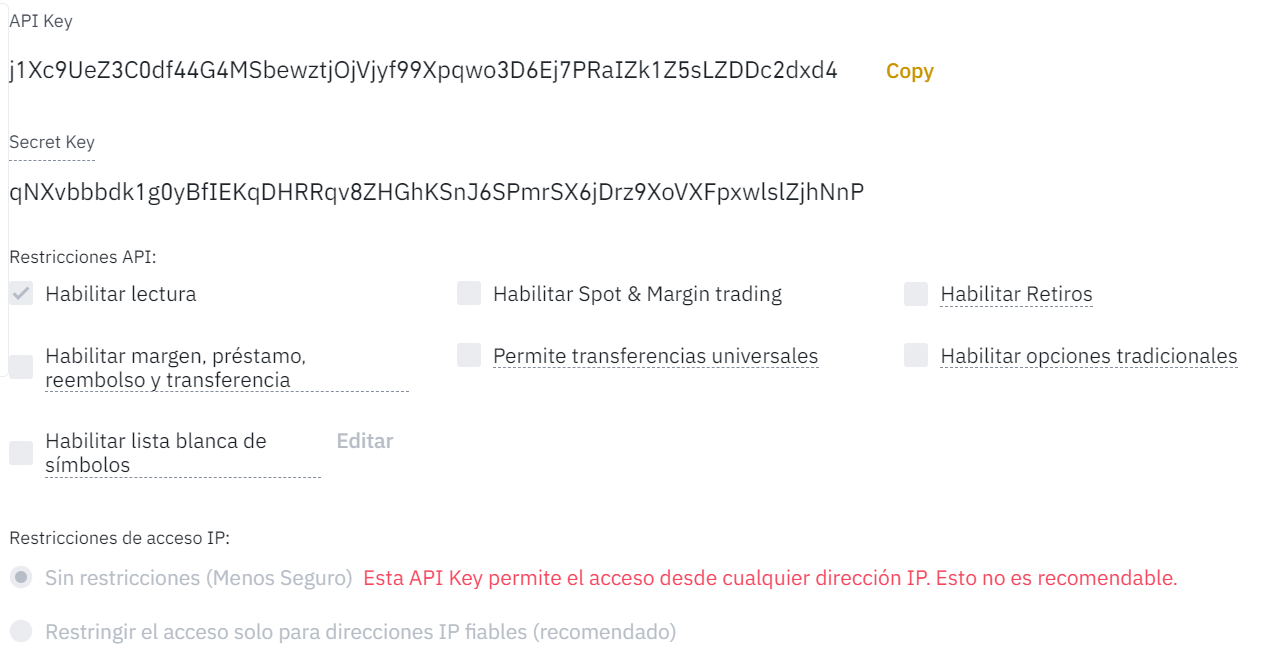 API Key
j1Xc9UeZ3C0df44G4MSbewztjOjVjyf99Xpqwo3D6Ej7PRaIZk1Z5sLZDDc2dxd4 Copy
Secret Key
qNXvbbbdk1g0yBfIEKqDHRRqv8ZHGhKSnJ6SPmrSX6jDrz9XoVXFpxwlslZjhNnP
Restricciones API:
Habilitar lectura Habilitar Spot & Margin trading Habilitar Retiros
Habilitar margen, préstamo, Permite transferencias universales Habilitar opciones tradicionales
reembolso y transferencia
Habilitar lista blanca de Editar
símbolos
Restricciones de acceso IP:
Sin restricciones (Menos Seguro) Esta API Key permite el acceso desde cualquier dirección IP. Esto no es recomendable.
Restringir el acceso solo para direcciones IP fiables (recomendado)